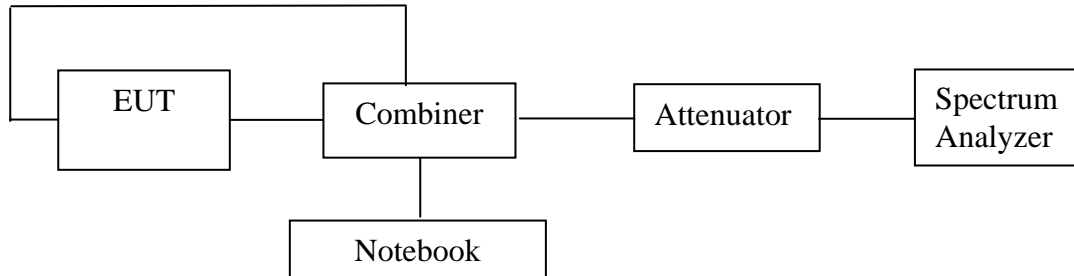 EUT
Combiner
Attenuator
Spectrum
Analyzer
Notebook